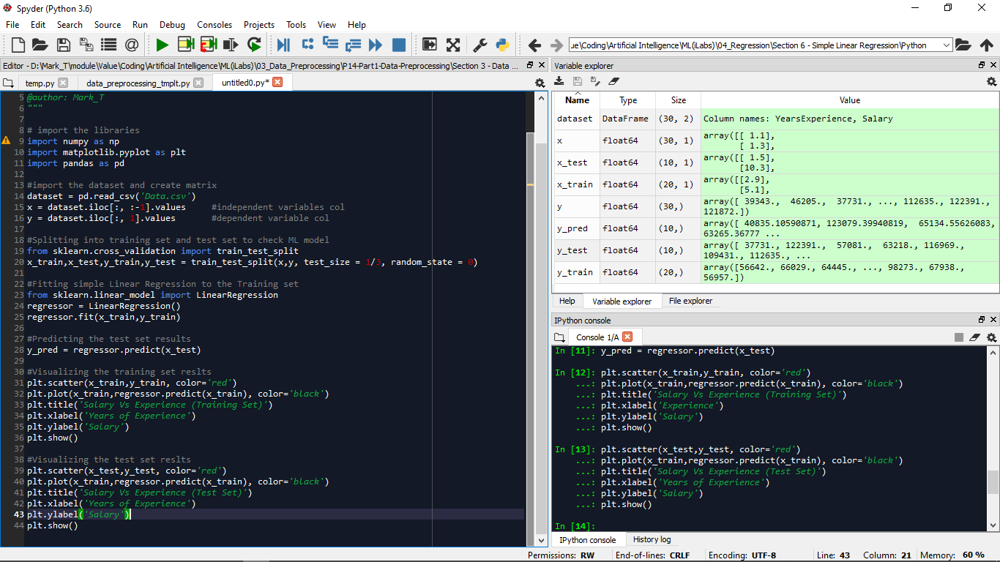 Spyder (Python 3.6)
File Edit Search Source Run Debug Consoles Projects Tools View Help
ue\Coding\Artificial Intelligence\ML(iLabs)\04_Regression\Section 6 - Simple Linear Regression\Python
Editor - D:\Mark_T\module\Value\Coding\Artificial Intelligence\ML(iLabs)\03_Data_Preprocessing\P14-Part1-Data-Preprocessing\Section 3 - Data ...
temp.py data_preprocessing_tmplt.py untitled0.py*
5 @author: Mark_T
6 """
7
8 # import the libraries
9 import numpy as np
10 import matplotlib.pyplot as plt
11 import pandas as pd
12
13 #import the dataset and create matrix
14 dataset = pd.read_csv('Data.csv')
15 x = dataset.iloc[:, :-1].values #independent variables col
16 y = dataset.iloc[:, 1].values #dependent variable col
17
18 #Splitting into training set and test set to check ML model
19 from sklearn.cross_validation import train_test_split
20 x_train,x_test,y_train,y_test = train_test_split(x,y, test_size = 1/3, random_state = 0)
21
22 #Fitting simple Linear Regression to the Training set
23 from sklearn.linear_model import LinearRegression
24 regressor = LinearRegression()
25 regressor.fit(x_train,y_train)
26
27 #Predicting the test set results
28 y_pred = regressor.predict(x_test)
29
30 #Visualizing the training set reslts
31 plt.scatter(x_train,y_train, color='red')
32 plt.plot(x_train,regressor.predict(x_train), color='black')
33 plt.title('Salary Vs Experience (Training Set)')
34 plt.xlabel('Years of Experience')
35 plt.ylabel('Salary')
36 plt.show()
37
38 #Visualizing the test set reslts
39 plt.scatter(x_test,y_test, color='red')
40 plt.plot(x_train,regressor.predict(x_train), color='black')
41 plt.title('Salary Vs Experience (Test Set)')
42 plt.xlabel('Years of Experience')
43 plt.ylabel('Salary')
44 plt.show()
Variable explorer
Name Type Size Value
dataset DataFrame (30, 2) Column names: YearsExperience, Salary
x float64 (30, 1) array([[ 1.1],
[ 1.3],
x_test float64 (10, 1) array([[ 1.5],
[10.3],
x_train float64 (20, 1) array([[2.9],
[5.1],
y float64 (30,) array([ 39343., 46205., 37731., ..., 112635., 122391.,
121872.])
y_pred float64 (10,) array([ 40835.10590871, 123079.39940819, 65134.55626083,
63265.36777 ...
y_test float64 (10,) array([ 37731., 122391., 57081., 63218., 116969.,
109431., 112635., ...
y_train float64 (20,) array([56642., 66029., 64445., ..., 98273., 67938.,
56957.])
Help Variable explorer File explorer
IPython console
Console 1/A
In [11]: y_pred = regressor.predict(x_test)
In [12]: plt.scatter(x_train,y_train, color='red')
...: plt.plot(x_train,regressor.predict(x_train), color='black')
...: plt.title('Salary Vs Experience (Training Set)')
...: plt.xlabel('Experience')
...: plt.ylabel('Salary')
...: plt.show()
In [13]: plt.scatter(x_test,y_test, color='red')
...: plt.plot(x_train,regressor.predict(x_train), color='black')
...: plt.title('Salary Vs Experience (Test Set)')
...: plt.xlabel('Years of Experience')
...: plt.ylabel('Salary')
...: plt.show()
In [14]:
IPython console History log
Permissions: RW End-of-lines: CRLF Encoding: UTF-8 Line: 43 Column: 21 Memory: 60 %